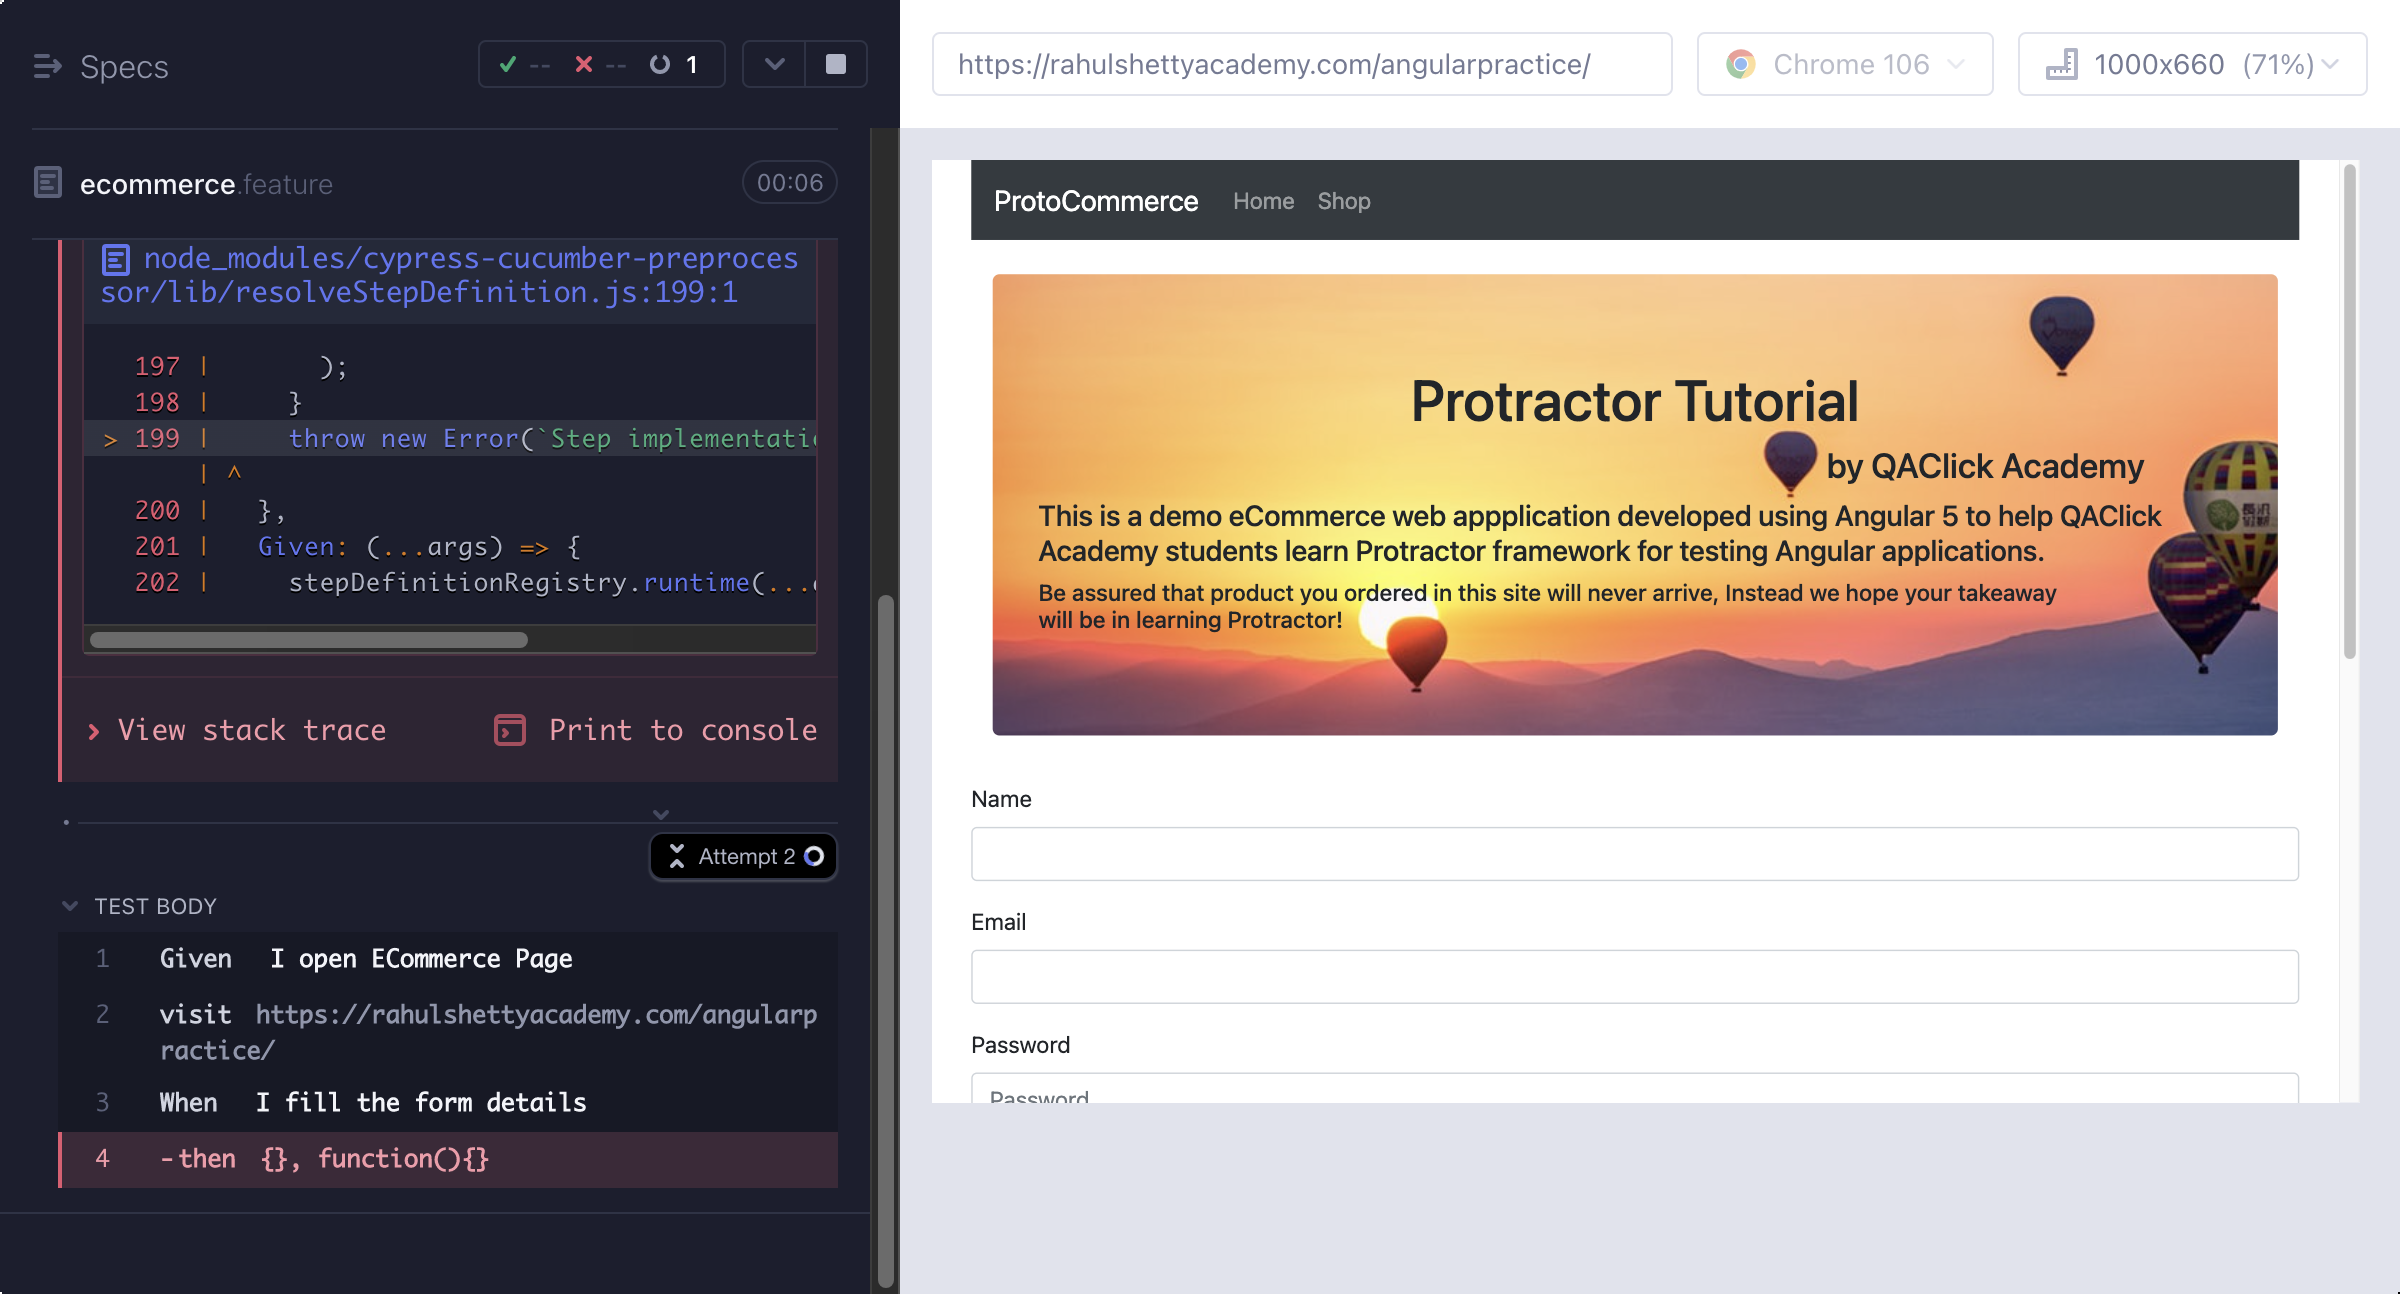 Specs
-- -- 1
ecommerce.feature
00:06
node_modules/cypress-cucumber-preproces
sor/lib/resolveStepDefinition.js:199:1
197 | );
198 | }
> 199 | throw new Error(`Step implementatio
| ^
200 | },
201 | Given: (...args) => {
202 | stepDefinitionRegistry.runtime(...
View stack trace
Print to console
Attempt 2
TEST BODY
1 Given I open ECommerce Page
2 visit https://rahulshettyacademy.com/angularp
ractice/
3 When I fill the form details
4 -then {}, function(){}
https://rahulshettyacademy.com/angularpractice/
Chrome 106
1000x660 (71%)
ProtoCommerce Home Shop
Protractor Tutorial
by QAClick Academy
This is a demo eCommerce web appplication developed using Angular 5 to help QAClick
Academy students learn Protractor framework for testing Angular applications.
Be assured that product you ordered in this site will never arrive, Instead we hope your takeaway
will be in learning Protractor!
Name
Email
Password
Password